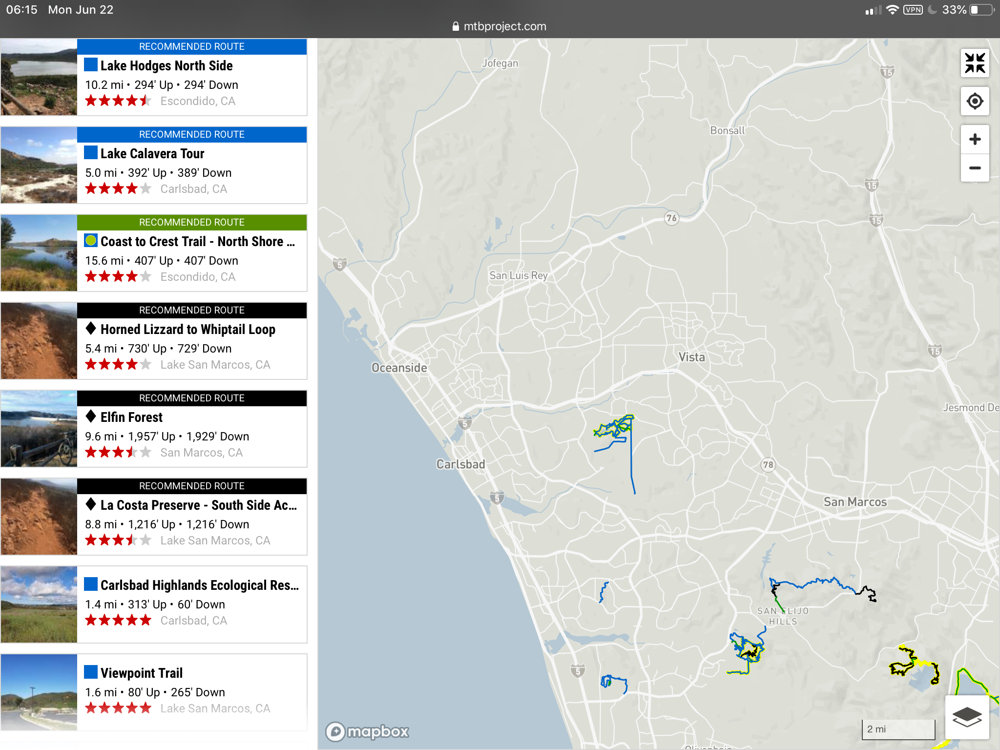 06:15 Mon Jun 22
VPN 33%
mtbproject.com
RECOMMENDED ROUTE
Lake Hodges North Side
10.2 mi • 294' Up • 294' Down
Escondido, CA
RECOMMENDED ROUTE
Lake Calavera Tour
5.0 mi • 392' Up • 389' Down
Carlsbad, CA
RECOMMENDED ROUTE
Coast to Crest Trail - North Shore ...
15.6 mi • 407' Up • 407' Down
Escondido, CA
RECOMMENDED ROUTE
Horned Lizzard to Whiptail Loop
5.4 mi • 730' Up • 729' Down
Lake San Marcos, CA
RECOMMENDED ROUTE
Elfin Forest
9.6 mi • 1,957' Up • 1,929' Down
San Marcos, CA
RECOMMENDED ROUTE
La Costa Preserve - South Side Ac...
8.8 mi • 1,216' Up • 1,216' Down
Lake San Marcos, CA
Carlsbad Highlands Ecological Res...
1.4 mi • 313' Up • 60' Down
Carlsbad, CA
Viewpoint Trail
1.6 mi • 80' Up • 265' Down
Lake San Marcos, CA
Jofegan
15
Bonsall
15
76
15
5
San Luis Rey
15
Vista
Oceanside
Jesmond De
5
Carlsbad
78
5
San Marcos
SAN ELIJO
HILLS
5
2 mi
mapbox
Olivenhain